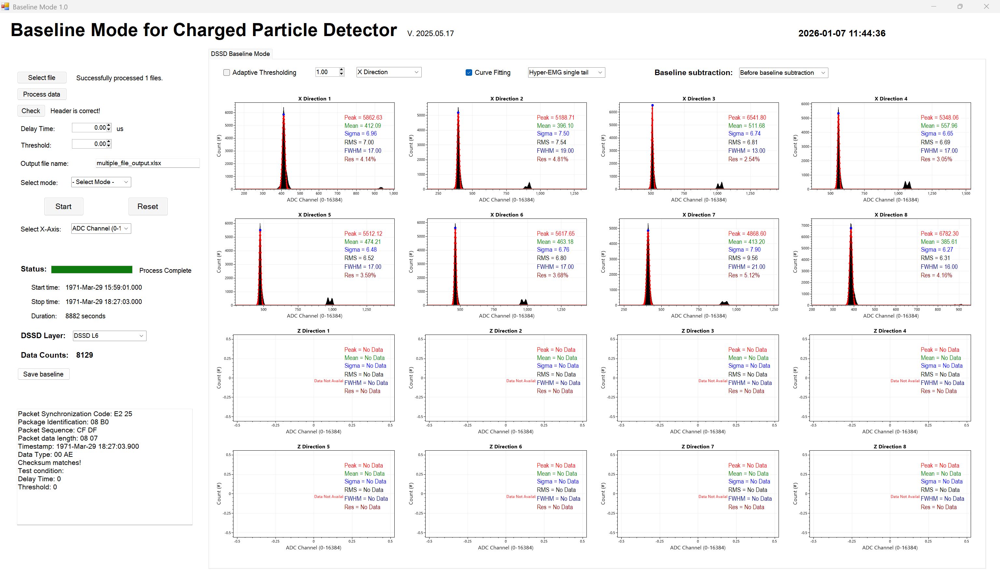 Baseline Mode 1.0
Baseline Mode for Charged Particle Detector V. 2025.05.17 2026-01-07 11:44:36
DSSD Baseline Mode
Adaptive Thresholding 1.00 X Direction Curve Fitting Hyper-EMG single tail Baseline subtraction: Before baseline subtraction
Select file Successfully processed 1 files.
Process data
Check Header is correct!
Delay Time: 0.00 us
Threshold: 0.00
Output file name: multiple_file_output.xlsx
Select mode: - Select Mode -
Start Reset
Select X-Axis: ADC Channel (0-1
Status: Process Complete
Start time: 1971-Mar-29 15:59:01.000
Stop time: 1971-Mar-29 18:27:03.000
Duration: 8882 seconds
DSSD Layer: DSSD L6
Data Counts: 8129
Save baseline
Packet Synchronization Code: E2 25
Package Identification: 08 B0
Packet Sequence: CF DF
Packet data length: 08 07
Timestamp: 1971-Mar-29 18:27:03.900
Data Type: 00 AE
Checksum matches!
Test condition:
Delay Time: 0
Threshold: 0
X Direction 1
Count (#)
6000
5000
4000
3000
2000
1000
0
Peak = 5862.63
Mean = 412.09
Sigma = 6.96
RMS = 7.00
FWHM = 17.00
Res = 4.14%
200 300 400 500 600 700 800 900 1,000
ADC Channel (0-16384)
X Direction 2
Count (#)
5000
4000
3000
2000
1000
0
Peak = 5188.71
Mean = 396.10
Sigma = 7.50
RMS = 7.54
FWHM = 19.00
Res = 4.81%
250 500 750 1,000 1,250
ADC Channel (0-16384)
X Direction 3
Count (#)
6000
5000
4000
3000
2000
1000
0
Peak = 6541.80
Mean = 511.68
Sigma = 6.74
RMS = 6.81
FWHM = 13.00
Res = 2.54%
500 750 1,000 1,250
ADC Channel (0-16384)
X Direction 4
Count (#)
6000
5000
4000
3000
2000
1000
0
Peak = 5348.06
Mean = 557.96
Sigma = 6.65
RMS = 6.69
FWHM = 17.00
Res = 3.05%
500 750 1,000 1,250 1,500
ADC Channel (0-16384)
X Direction 5
Count (#)
6000
5000
4000
3000
2000
1000
0
Peak = 5512.12
Mean = 474.21
Sigma = 6.48
RMS = 6.52
FWHM = 17.00
Res = 3.59%
500 750 1,000 1,250
ADC Channel (0-16384)
X Direction 6
Count (#)
6000
5000
4000
3000
2000
1000
0
Peak = 5617.65
Mean = 463.18
Sigma = 6.76
RMS = 6.80
FWHM = 17.00
Res = 3.68%
500 750 1,000 1,250
ADC Channel (0-16384)
X Direction 7
Count (#)
5000
4000
3000
2000
1000
0
Peak = 4868.60
Mean = 413.20
Sigma = 7.90
RMS = 9.56
FWHM = 21.00
Res = 5.12%
250 500 750 1,000 1,250
ADC Channel (0-16384)
X Direction 8
Count (#)
7000
6000
5000
4000
3000
2000
1000
0
Peak = 6782.30
Mean = 385.61
Sigma = 6.27
RMS = 6.31
FWHM = 16.00
Res = 4.16%
200 300 400 500 600 700 800 900
ADC Channel (0-16384)
Z Direction 1
Count (#)
0.5
0.25
0
-0.25
-0.5
Data Not Availab
Peak = No Data
Mean = No Data
Sigma = No Data
RMS = No Data
FWHM = No Data
Res = No Data
-0.5 -0.25 0 0.25 0.5
ADC Channel (0-16384)
Z Direction 2
Count (#)
0.5
0.25
0
-0.25
-0.5
Data Not Availab
Peak = No Data
Mean = No Data
Sigma = No Data
RMS = No Data
FWHM = No Data
Res = No Data
-0.5 -0.25 0 0.25 0.5
ADC Channel (0-16384)
Z Direction 3
Count (#)
0.5
0.25
0
-0.25
-0.5
Data Not Availal
Peak = No Data
Mean = No Data
Sigma = No Data
RMS = No Data
FWHM = No Data
Res = No Data
-0.5 -0.25 0 0.25 0.5
ADC Channel (0-16384)
Z Direction 4
Count (#)
0.5
0.25
0
-0.25
-0.5
Data Not Availal
Peak = No Data
Mean = No Data
Sigma = No Data
RMS = No Data
FWHM = No Data
Res = No Data
-0.5 -0.25 0 0.25 0.5
ADC Channel (0-16384)
Z Direction 5
Count (#)
0.5
0.25
0
-0.25
-0.5
Data Not Availab
Peak = No Data
Mean = No Data
Sigma = No Data
RMS = No Data
FWHM = No Data
Res = No Data
-0.5 -0.25 0 0.25 0.5
ADC Channel (0-16384)
Z Direction 6
Count (#)
0.5
0.25
0
-0.25
-0.5
Data Not Availab
Peak = No Data
Mean = No Data
Sigma = No Data
RMS = No Data
FWHM = No Data
Res = No Data
-0.5 -0.25 0 0.25 0.5
ADC Channel (0-16384)
Z Direction 7
Count (#)
0.5
0.25
0
-0.25
-0.5
Data Not Availal
Peak = No Data
Mean = No Data
Sigma = No Data
RMS = No Data
FWHM = No Data
Res = No Data
-0.5 -0.25 0 0.25 0.5
ADC Channel (0-16384)
Z Direction 8
Count (#)
0.5
0.25
0
-0.25
-0.5
Data Not Availal
Peak = No Data
Mean = No Data
Sigma = No Data
RMS = No Data
FWHM = No Data
Res = No Data
-0.5 -0.25 0 0.25 0.5
ADC Channel (0-16384)